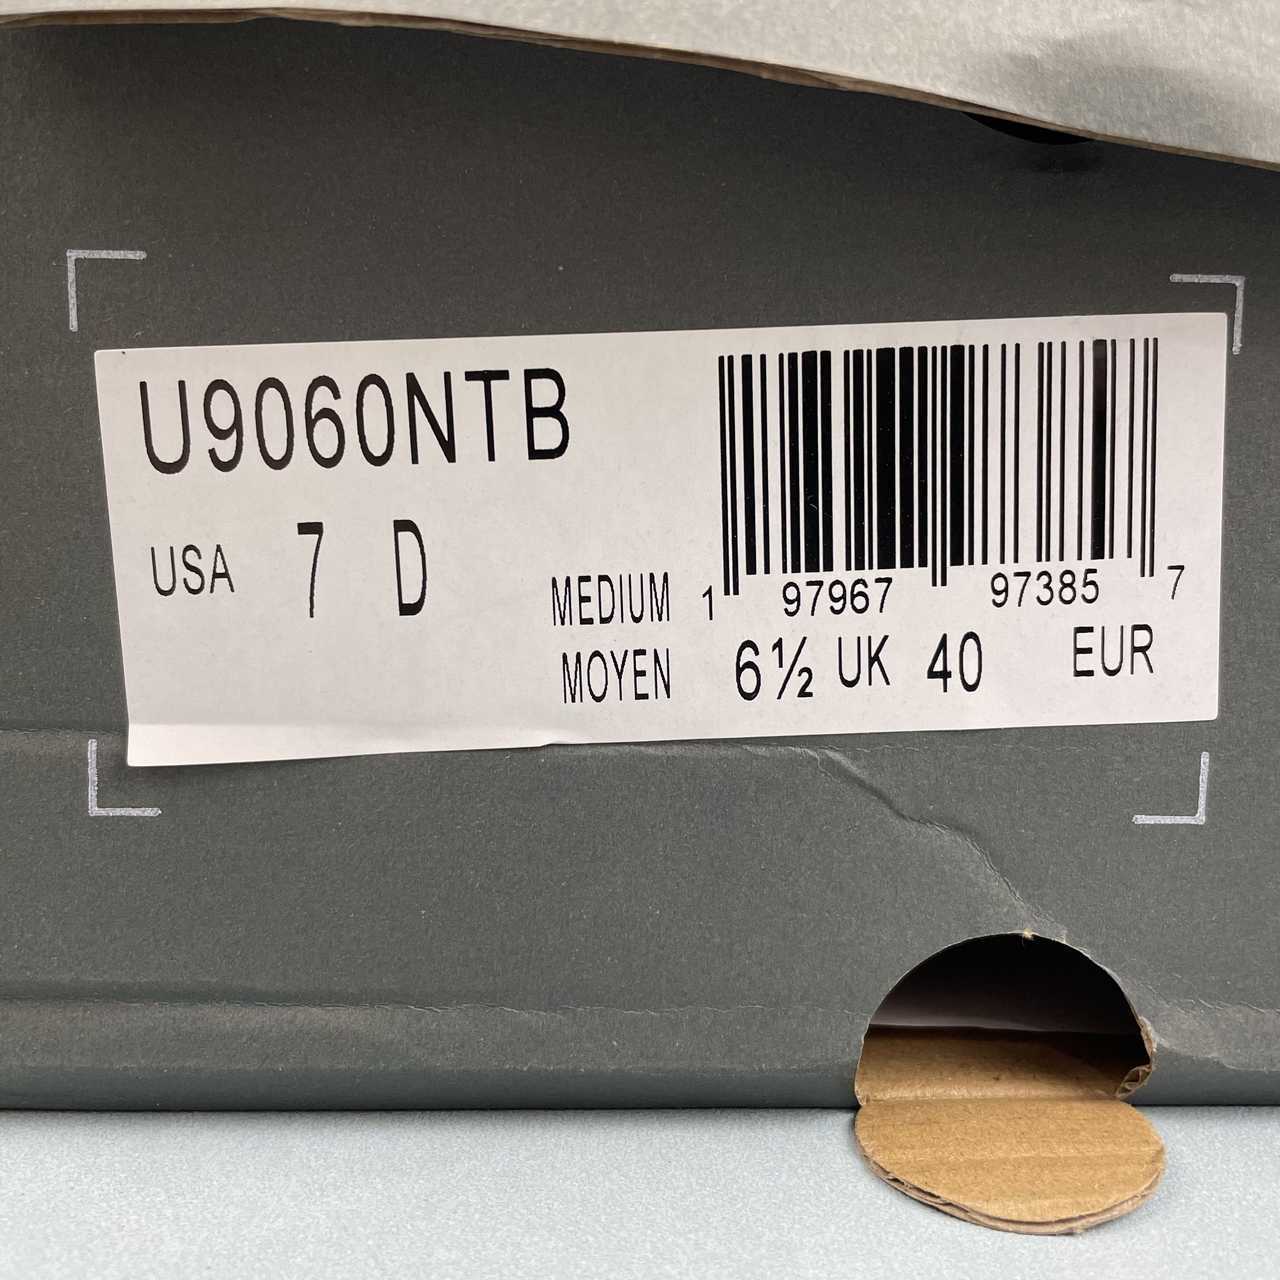 U9060NTB
USA 7 D
MEDIUM
MOYEN
1 97967 97385 7
6½ UK 40 EUR